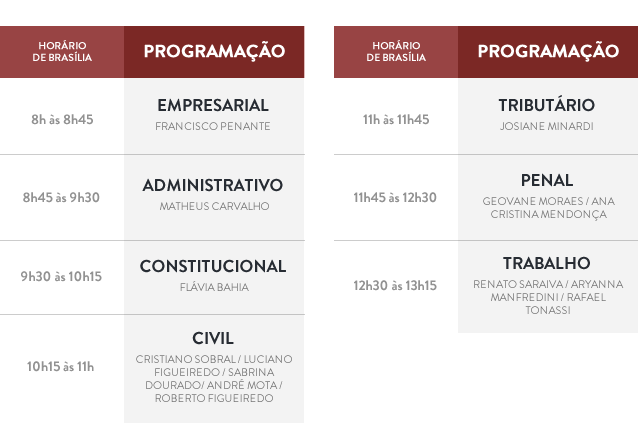 HORÁRIO
DE BRASÍLIA
PROGRAMAÇÃO
8h às 8h45
EMPRESARIAL
FRANCISCO PENANTE
8h45 às 9h30
ADMINISTRATIVO
MATHEUS CARVALHO
9h30 às 10h15
CONSTITUCIONAL
FLÁVIA BAHIA
10h15 às 11h
CIVIL
CRISTIANO SOBRAL / LUCIANO
FIGUEIREDO / SABRINA
DOURADO/ ANDRÉ MOTA /
ROBERTO FIGUEIREDO
HORÁRIO
DE BRASÍLIA
PROGRAMAÇÃO
11h às 11h45
TRIBUTÁRIO
JOSIANE MINARDI
11h45 às 12h30
PENAL
GEOVANE MORAES / ANA
CRISTINA MENDONÇA
12h30 às 13h15
TRABALHO
RENATO SARAIVA / ARYANNA
MANFREDINI / RAFAEL
TONASSI